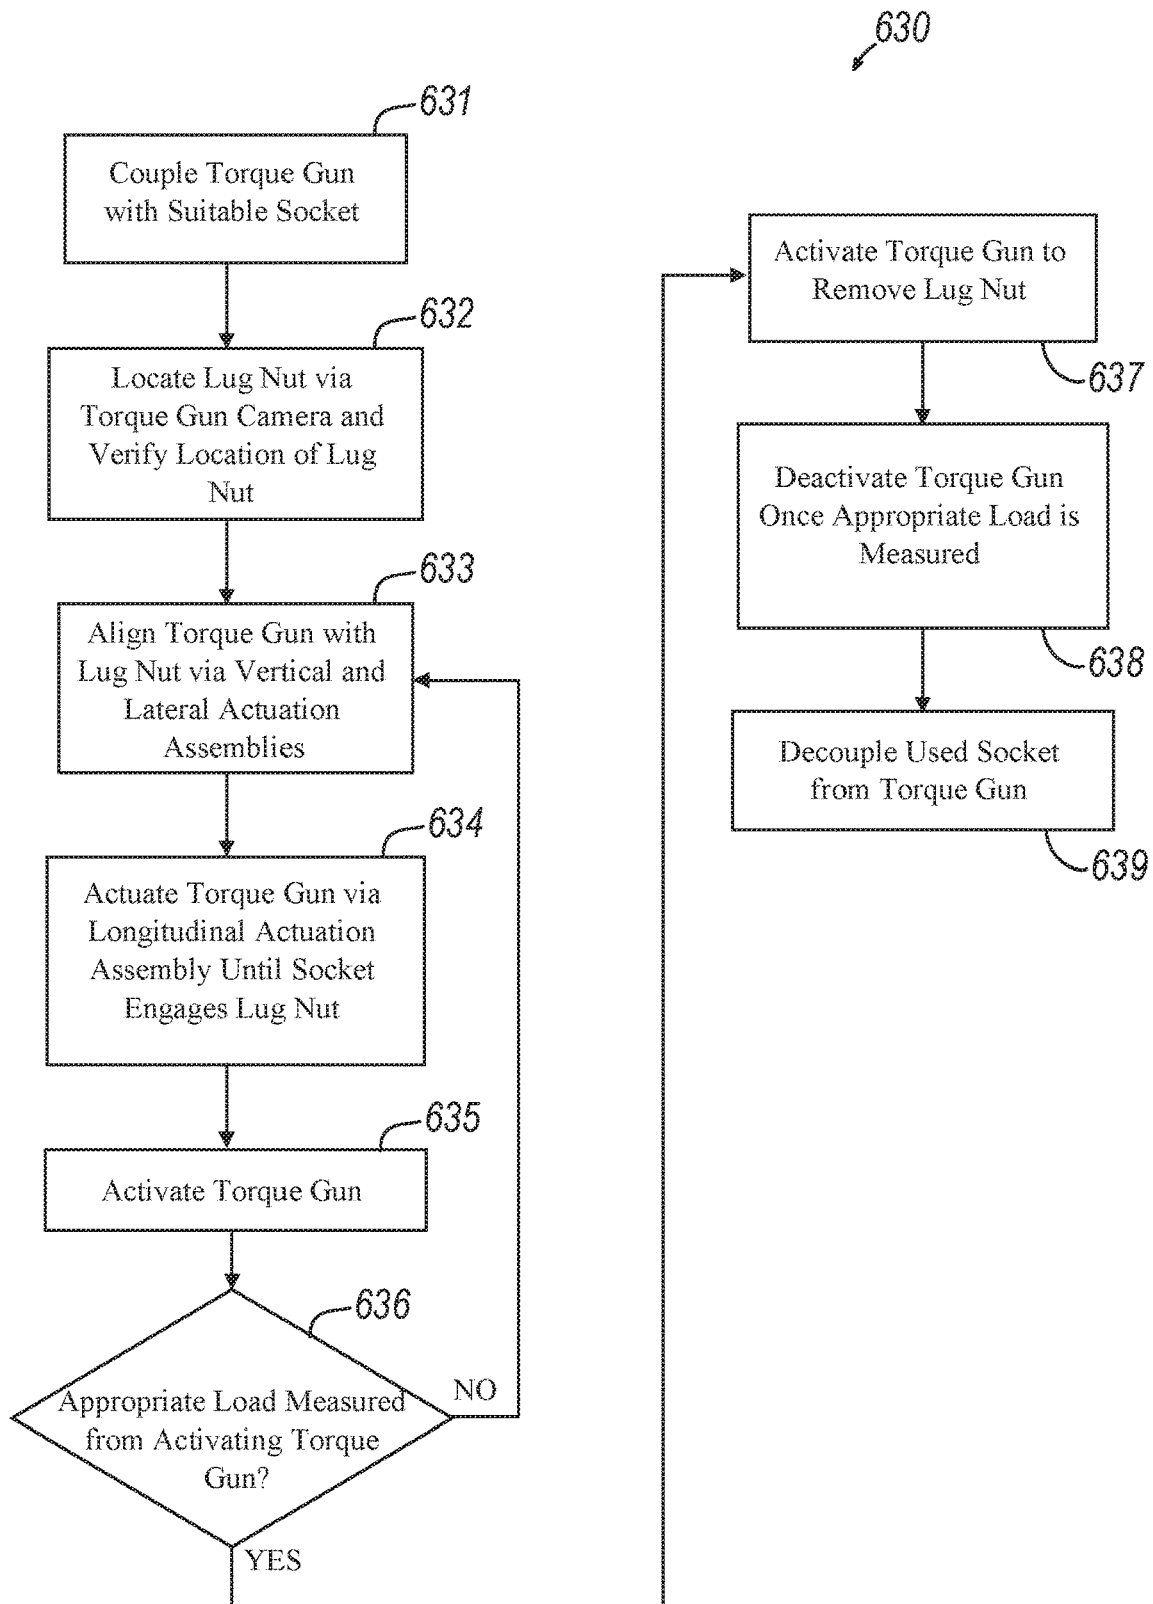 630
631
Couple Torque Gun
with Suitable Socket
632
Locate Lug Nut via
Torque Gun Camera and
Verify Location of Lug
Nut
633
Align Torque Gun with
Lug Nut via Vertical and
Lateral Actuation
Assemblies
634
Actuate Torque Gun via
Longitudinal Actuation
Assembly Until Socket
Engages Lug Nut
635
Activate Torque Gun
636
Appropriate Load Measured
from Activating Torque
Gun?
NO
YES
Activate Torque Gun to
Remove Lug Nut
637
Deactivate Torque Gun
Once Appropriate Load is
Measured
638
Decouple Used Socket
from Torque Gun
639